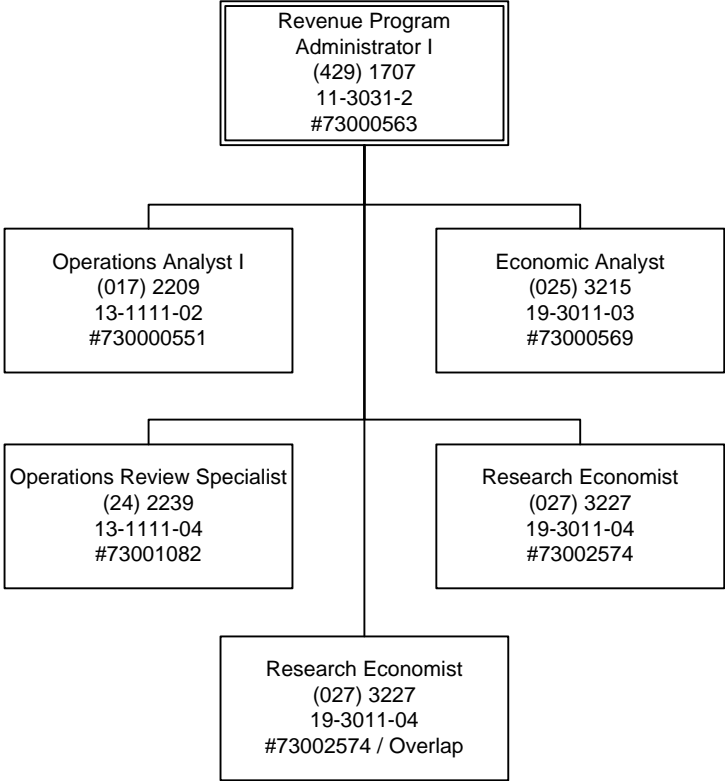 Revenue Program
Administrator I
(429) 1707
11-3031-2
#73000563
Operations Analyst I
(017) 2209
13-1111-02
#730000551
Economic Analyst
(025) 3215
19-3011-03
#73000569
Operations Review Specialist
(24) 2239
13-1111-04
#73001082
Research Economist
(027) 3227
19-3011-04
#73002574
Research Economist
(027) 3227
19-3011-04
#73002574 / Overlap